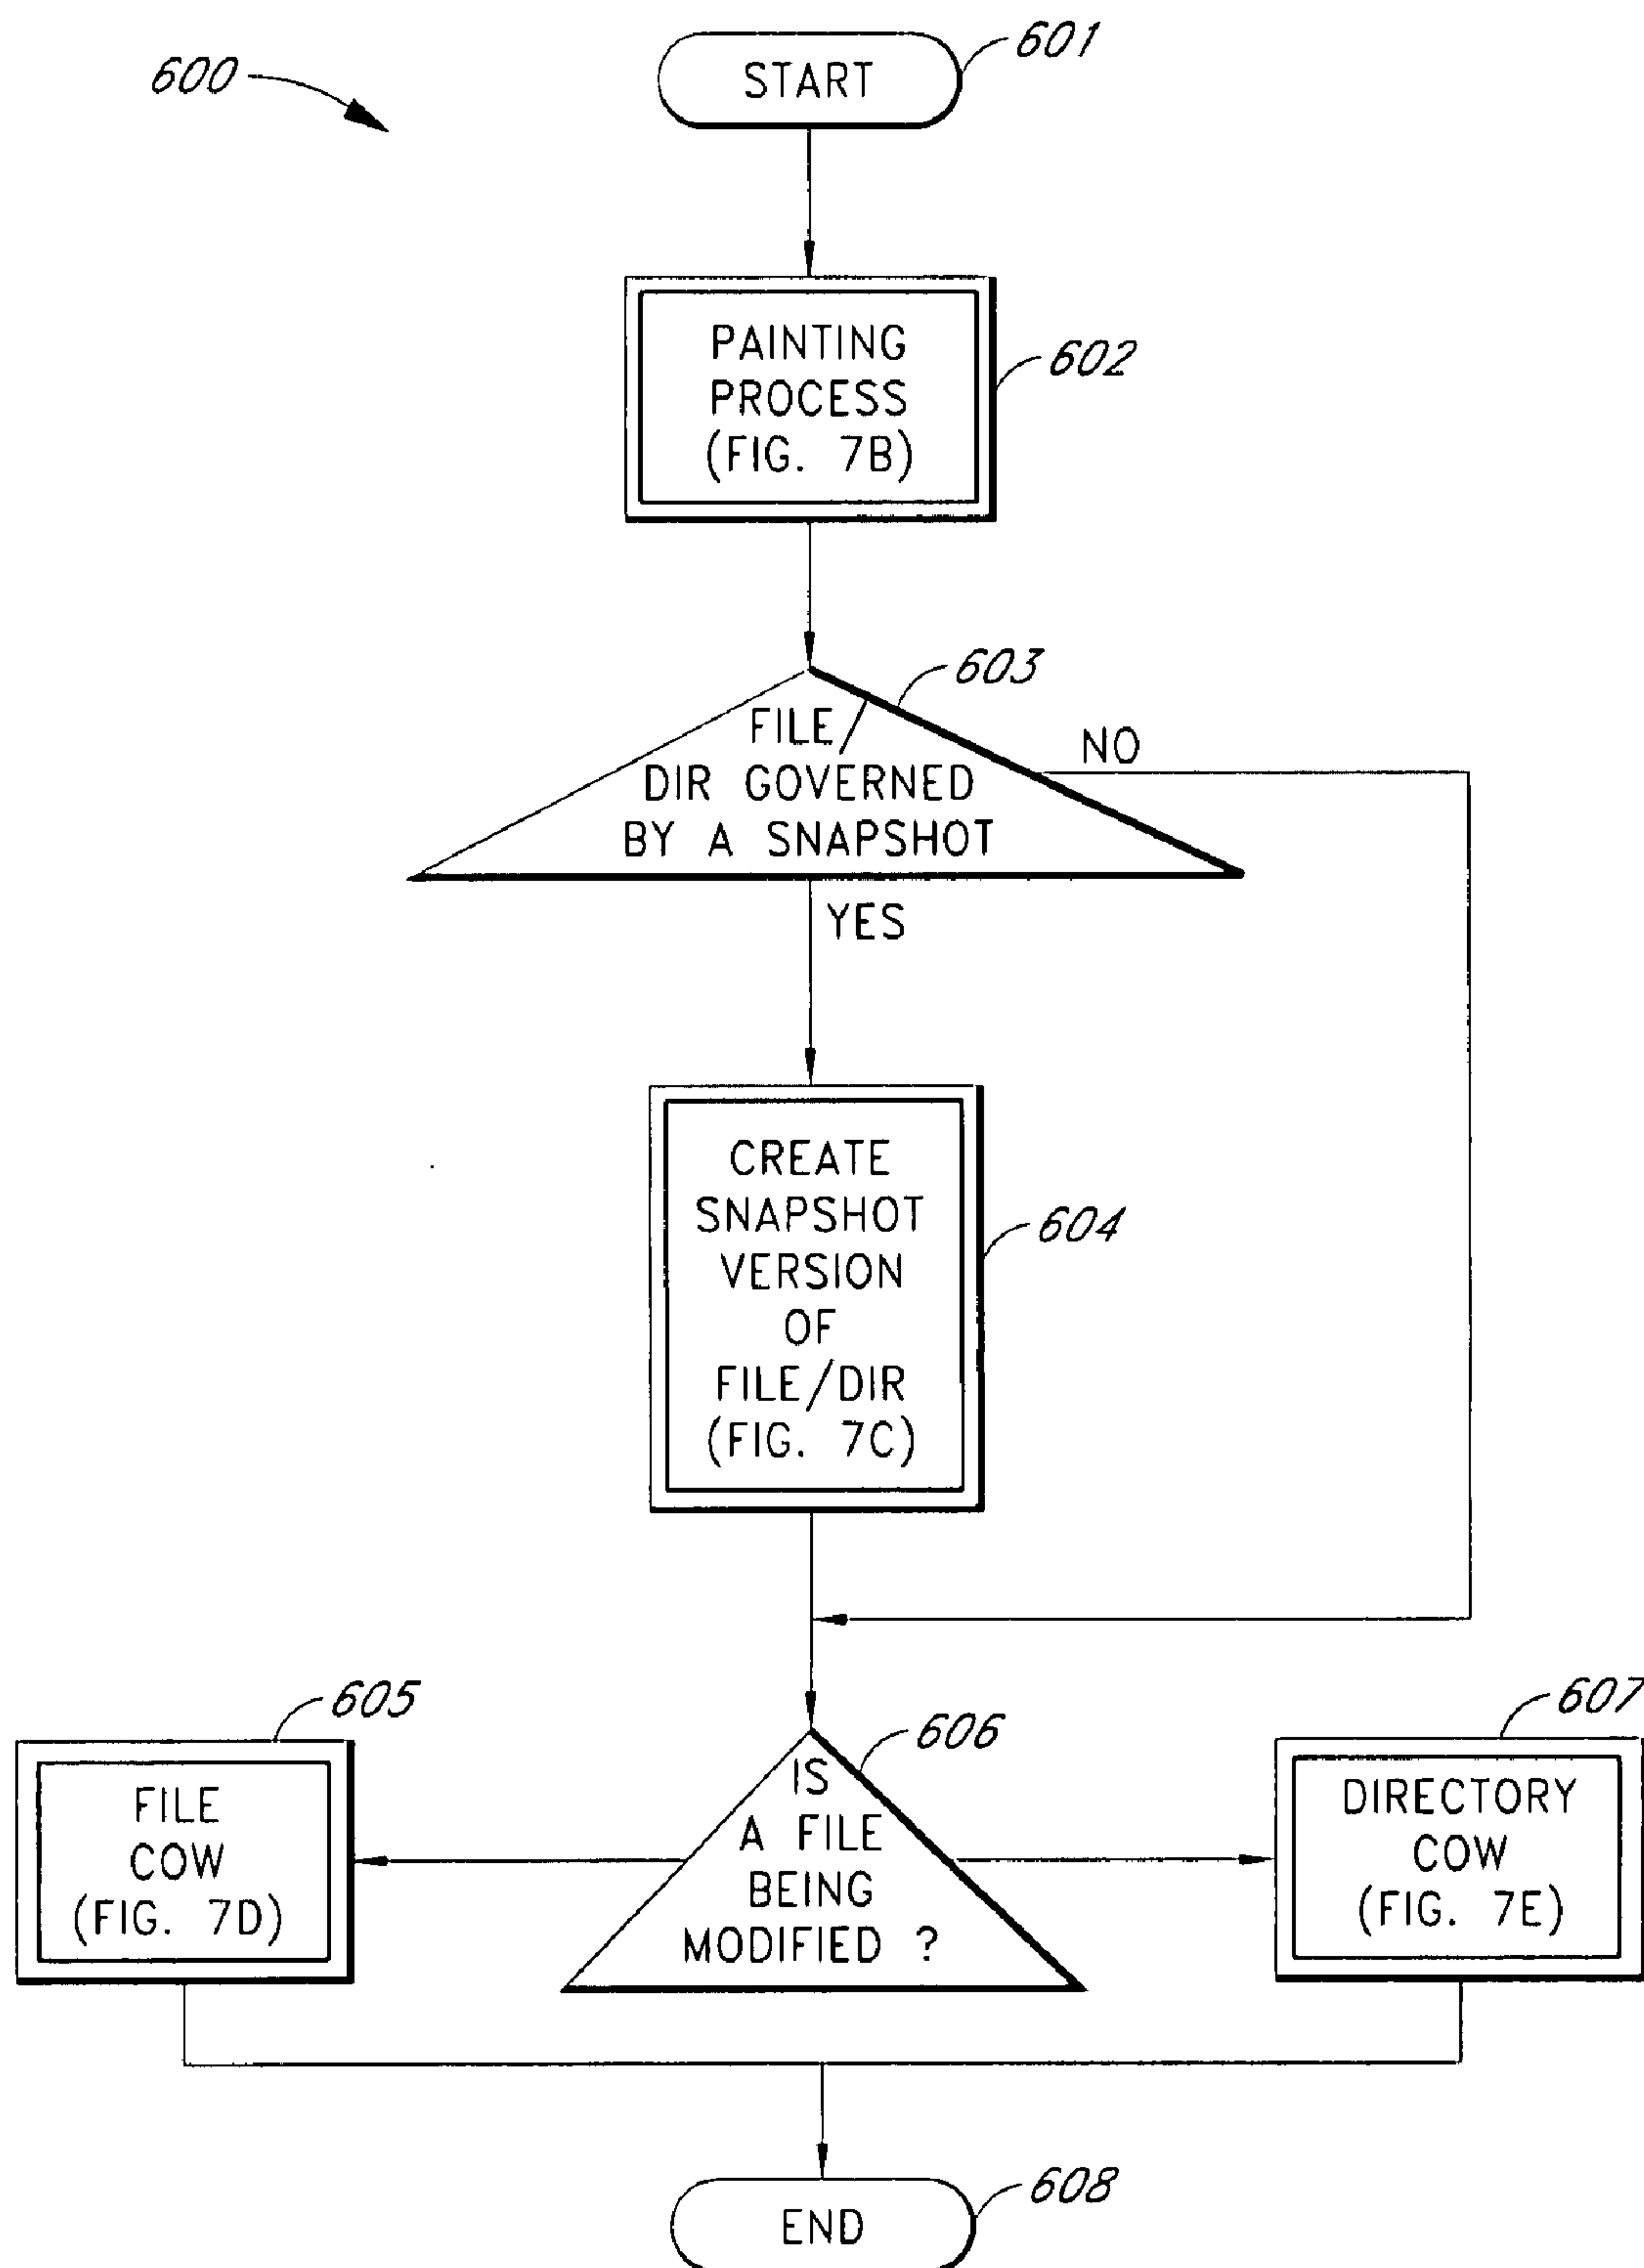 600
START
601
PAINTING
PROCESS
(FIG. 7B)
602
603
FILE/
DIR GOVERNED
BY A SNAPSHOT
NO
YES
CREATE
SNAPSHOT
VERSION
OF
FILE/DIR
(FIG. 7C)
604
605
FILE
COW
(FIG. 7D)
606
IS
A FILE
BEING
MODIFIED ?
607
DIRECTORY
COW
(FIG. 7E)
END
608